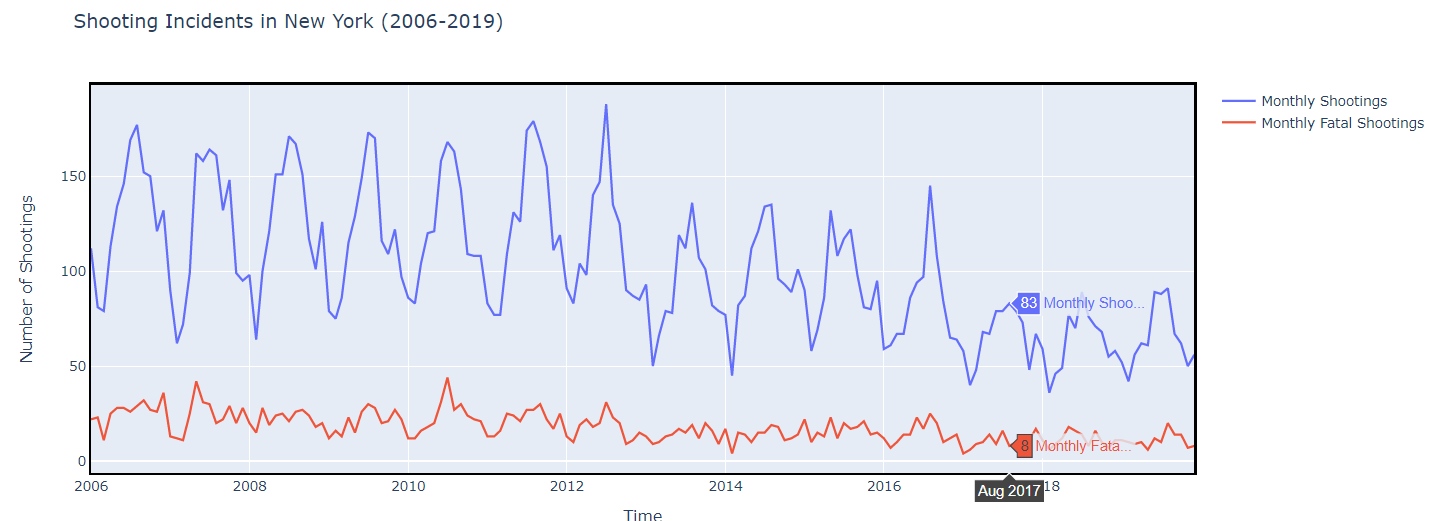 Shooting Incidents in New York (2006-2019)
Monthly Shootings
Monthly Fatal Shootings
Number of Shootings
150
100
50
0
83 Monthly Shoo...
8 Monthly Fata...
2006 2008 2010 2012 2014 2016 18
Aug 2017
Time